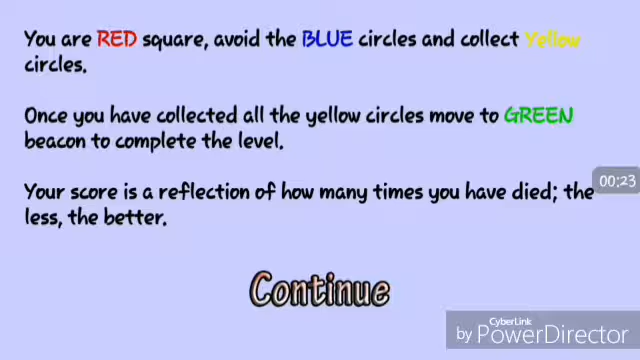 You are RED square, avoid the BLUE circles and collect Yellow
circles.
Once you have collected all the yellow circles move to GREEN
beacon to complete the level.
Your score is a reflection of how many times you have died; the
less, the better.
00:23
Continue
CyberLink
by PowerDirector